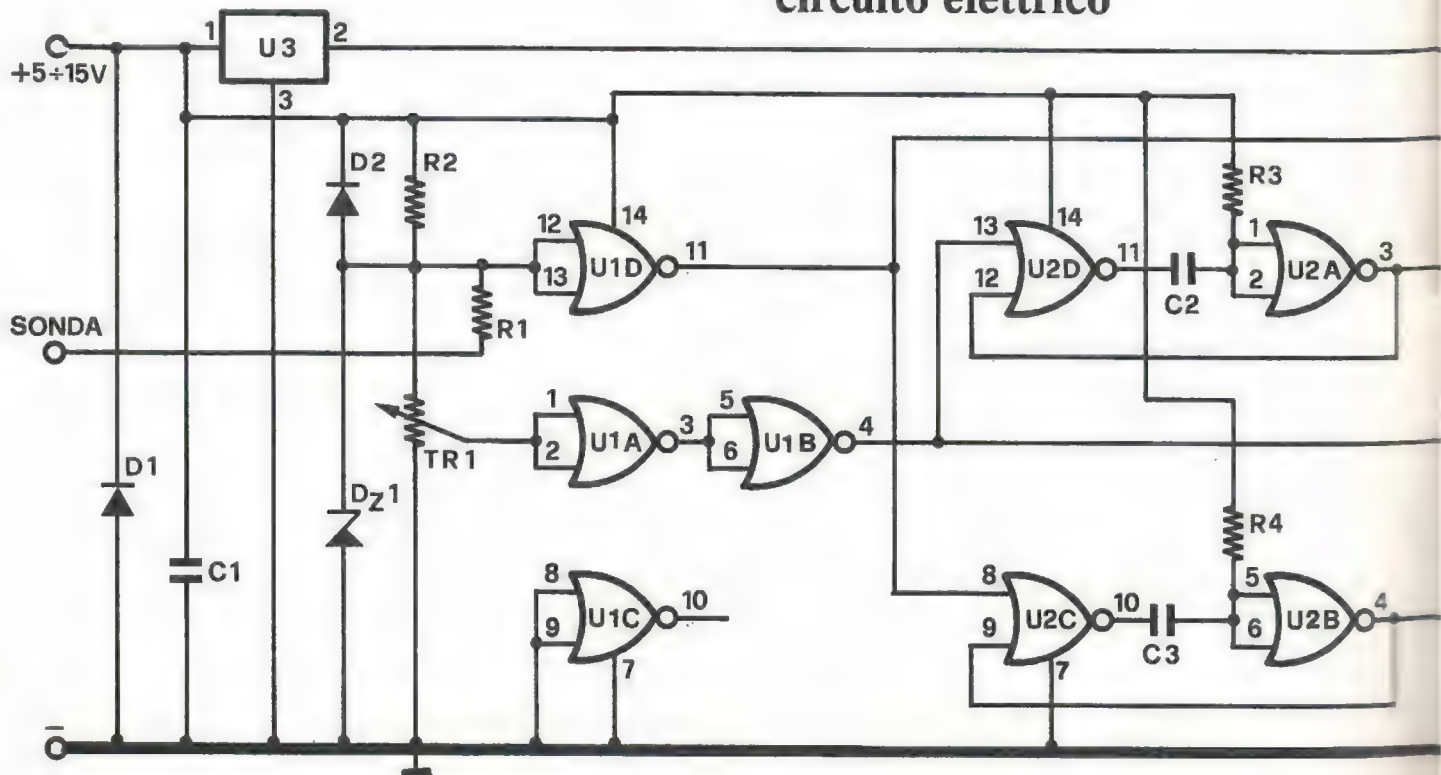 circuito elettrico
1 U3 2
+5÷15V
3
D2 R2 R3
12 14 13 14 1
U1D 11 U2D 11 U2A 3
13 12 C2 2
SONDA R1
1 5
U1A 3 U1B 4
2 6
TR1
D1 DZ1 R4
C1 8 8 5
U1C 10 U2C 10 U2B 4
9 9 C3 6
7 7
–